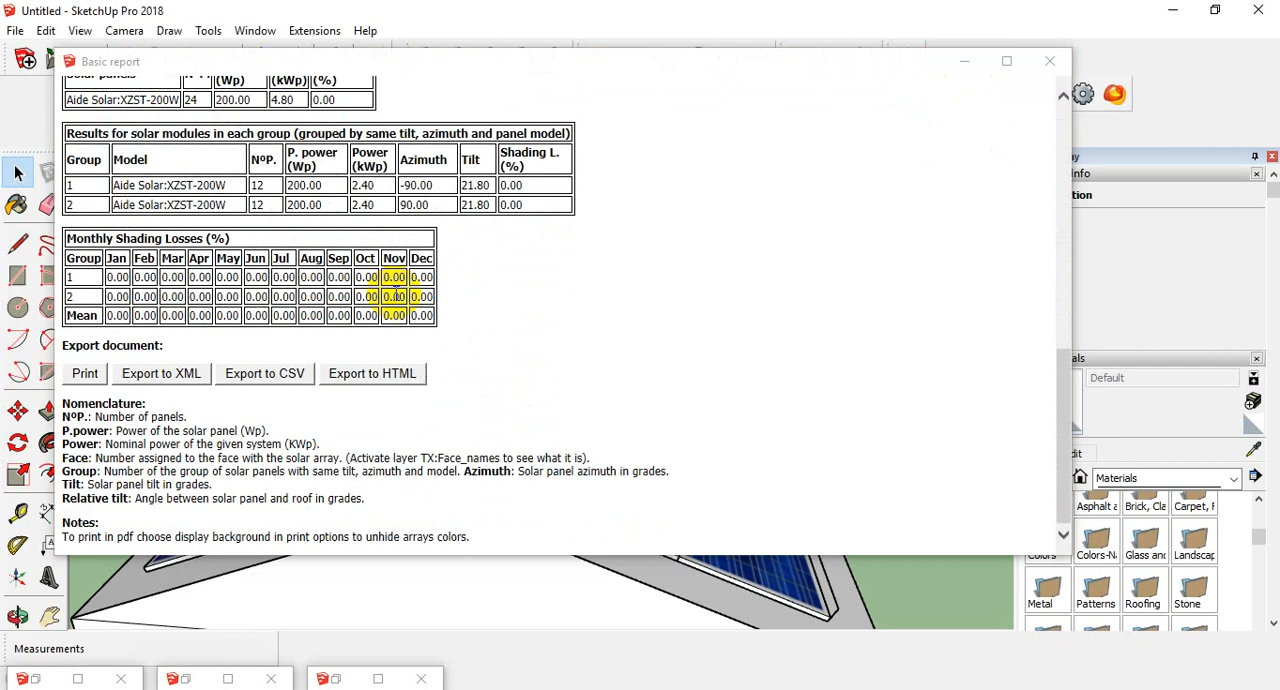 Untitled - SketchUp Pro 2018
File Edit View Camera Draw Tools Window Extensions Help
Basic report
(Wp) (kWp) (%)
Aide Solar:XZST-200W 24 200.00 4.80 0.00
Results for solar modules in each group (grouped by same tilt, azimuth and panel model)
Group Model NºP. P. power (Wp) Power (kWp) Azimuth Tilt Shading L. (%)
1 Aide Solar:XZST-200W 12 200.00 2.40 -90.00 21.80 0.00
2 Aide Solar:XZST-200W 12 200.00 2.40 90.00 21.80 0.00
Monthly Shading Losses (%)
Group Jan Feb Mar Apr May Jun Jul Aug Sep Oct Nov Dec
1 0.00 0.00 0.00 0.00 0.00 0.00 0.00 0.00 0.00 0.00 0.00 0.00
2 0.00 0.00 0.00 0.00 0.00 0.00 0.00 0.00 0.00 0.00 0.00 0.00
Mean 0.00 0.00 0.00 0.00 0.00 0.00 0.00 0.00 0.00 0.00 0.00 0.00
Export document:
Print Export to XML Export to CSV Export to HTML
Nomenclature:
NºP.: Number of panels.
P.power: Power of the solar panel (Wp).
Power: Nominal power of the given system (KWp).
Face: Number assigned to the face with the solar array. (Activate layer TX:Face_names to see what it is).
Group: Number of the group of solar panels with same tilt, azimuth and model. Azimuth: Solar panel azimuth in grades.
Tilt: Solar panel tilt in grades.
Relative tilt: Angle between solar panel and roof in grades.
Notes:
To print in pdf choose display background in print options to unhide arrays colors.
Default
Materials
Asphalt a Brick, Cla Carpet, F
Colors Colors-N Glass and Landscap
Metal Patterns Roofing Stone
Measurements